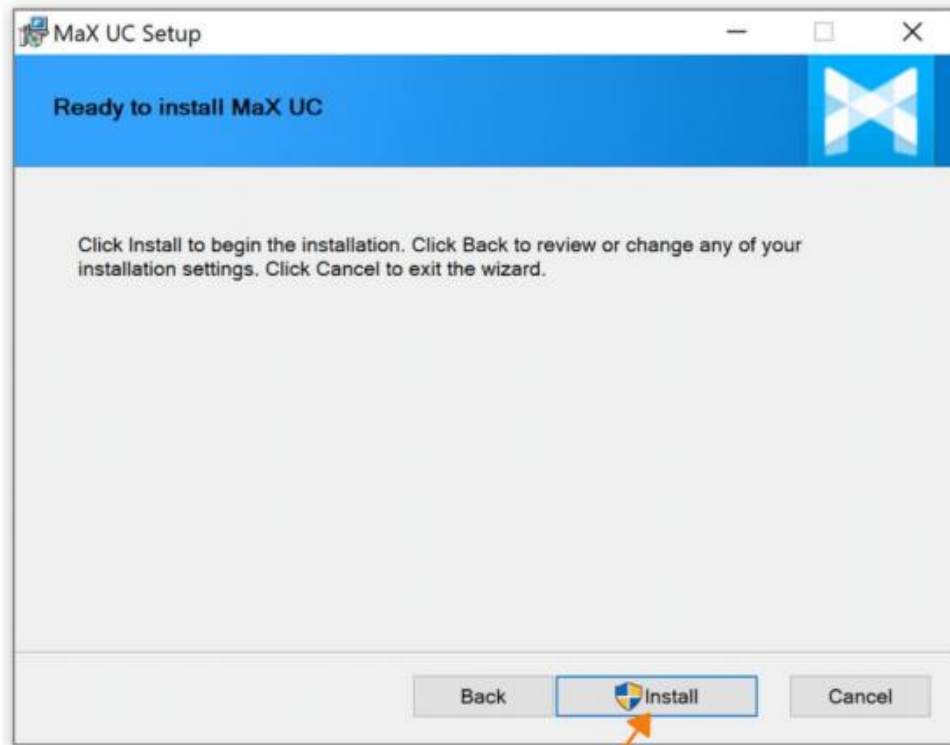 MaX UC Setup
Ready to install MaX UC
Click Install to begin the installation. Click Back to review or change any of your
installation settings. Click Cancel to exit the wizard.
Back
Install
Cancel